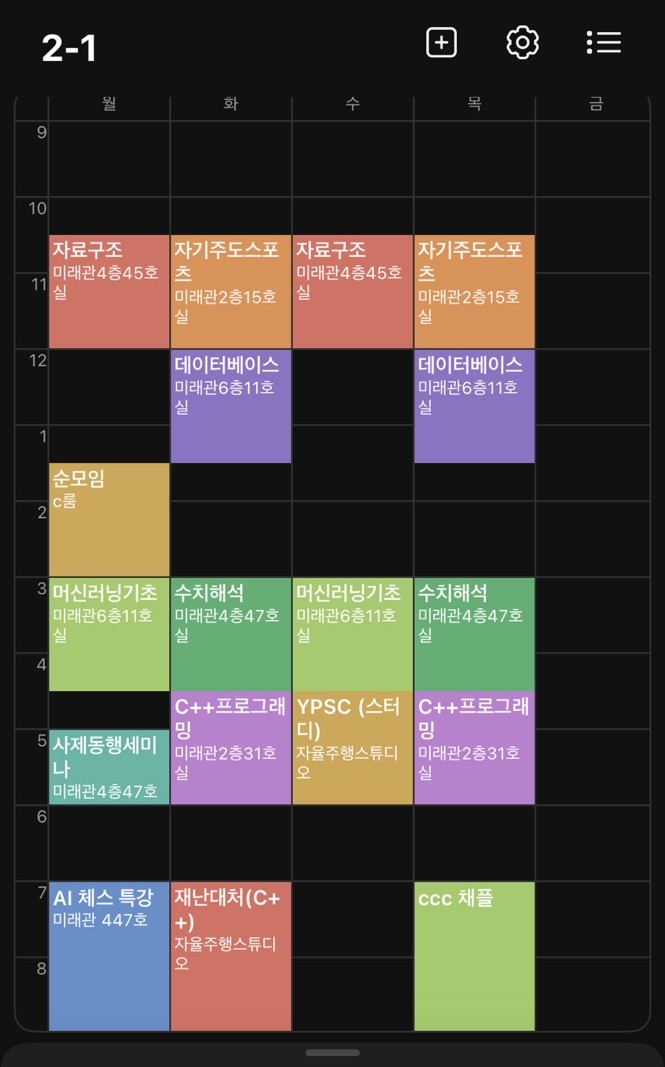 2-1
월 화 수 목 금
9
10
자료구조
미래관4층45호
실
자기주도스포
츠
미래관2층15호
실
자료구조
미래관4층45호
실
자기주도스포
츠
미래관2층15호
실
11
12
데이터베이스
미래관6층11호
실
데이터베이스
미래관6층11호
실
1
순모임
c룸
2
3
머신러닝기초
미래관6층11호
실
수치해석
미래관4층47호
실
머신러닝기초
미래관6층11호
실
수치해석
미래관4층47호
실
4
C++프로그래
밍
미래관2층31호
실
YPSC (스터
디)
자율주행스튜디
오
C++프로그래
밍
미래관2층31호
실
5
사제동행세미
나
미래관4층47호
6
7
AI 체스 특강
미래관 447호
재난대처(C+
+)
자율주행스튜디
오
ccc 채플
8